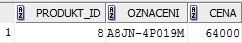 PRODUKT_ID OZNACENI CENA
1 8 A8JN-4P019M 64000